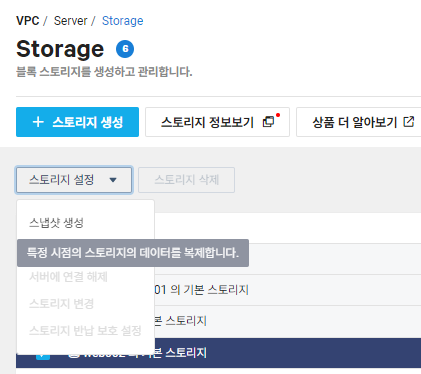 VPC / Server / Storage
Storage 6
블록 스토리지를 생성하고 관리합니다.
+ 스토리지 생성
스토리지 정보보기
상품 더 알아보기
스토리지 설정
스토리지 삭제
스냅샷 생성
특정 시점의 스토리지의 데이터를 복제합니다.
서버에 연결 해제
01 의 기본 스토리지
스토리지 변경
본 스토리지
스토리지 반납 보호 설정
web002 의 기본 스토리지